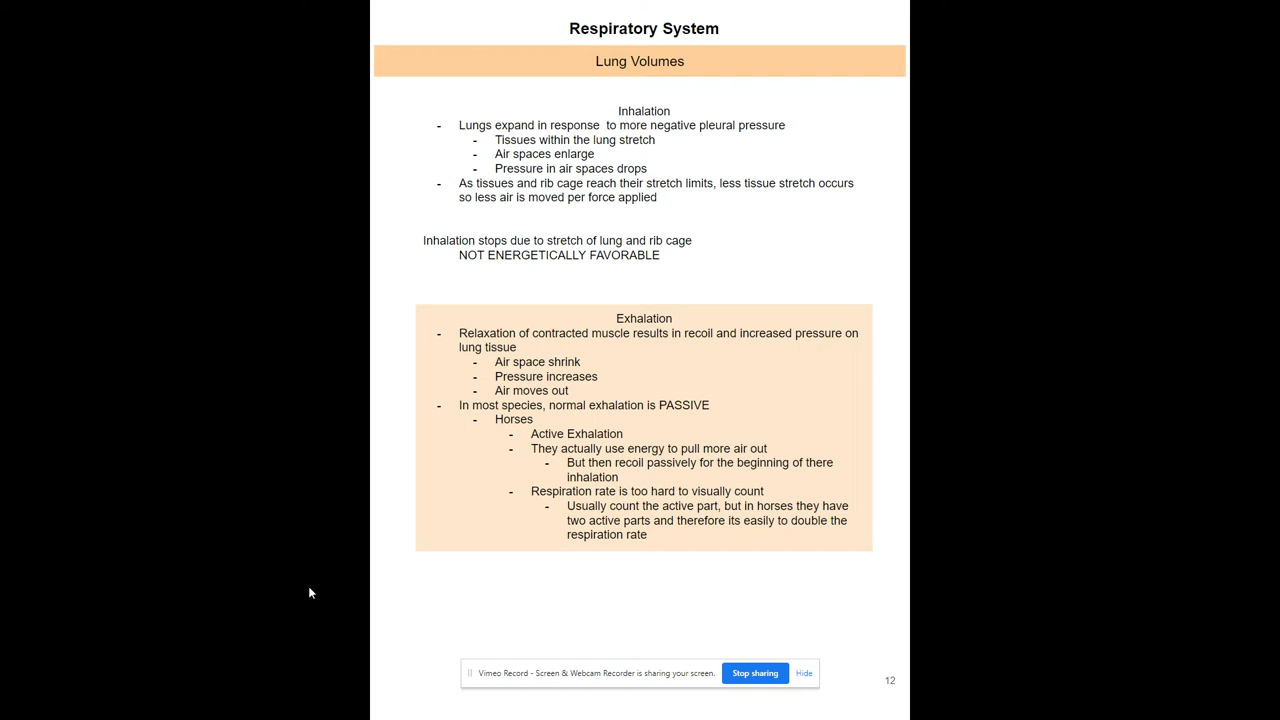 Respiratory System
Lung Volumes
Inhalation
- Lungs expand in response to more negative pleural pressure
- Tissues within the lung stretch
- Air spaces enlarge
- Pressure in air spaces drops
- As tissues and rib cage reach their stretch limits, less tissue stretch occurs
so less air is moved per force applied
Inhalation stops due to stretch of lung and rib cage
NOT ENERGETICALLY FAVORABLE
Exhalation
- Relaxation of contracted muscle results in recoil and increased pressure on
lung tissue
- Air space shrink
- Pressure increases
- Air moves out
- In most species, normal exhalation is PASSIVE
- Horses
- Active Exhalation
- They actually use energy to pull more air out
- But then recoil passively for the beginning of there
inhalation
- Respiration rate is too hard to visually count
- Usually count the active part, but in horses they have
two active parts and therefore its easily to double the
respiration rate
Vimeo Record - Screen & Webcam Recorder is sharing your screen. Stop sharing Hide
12